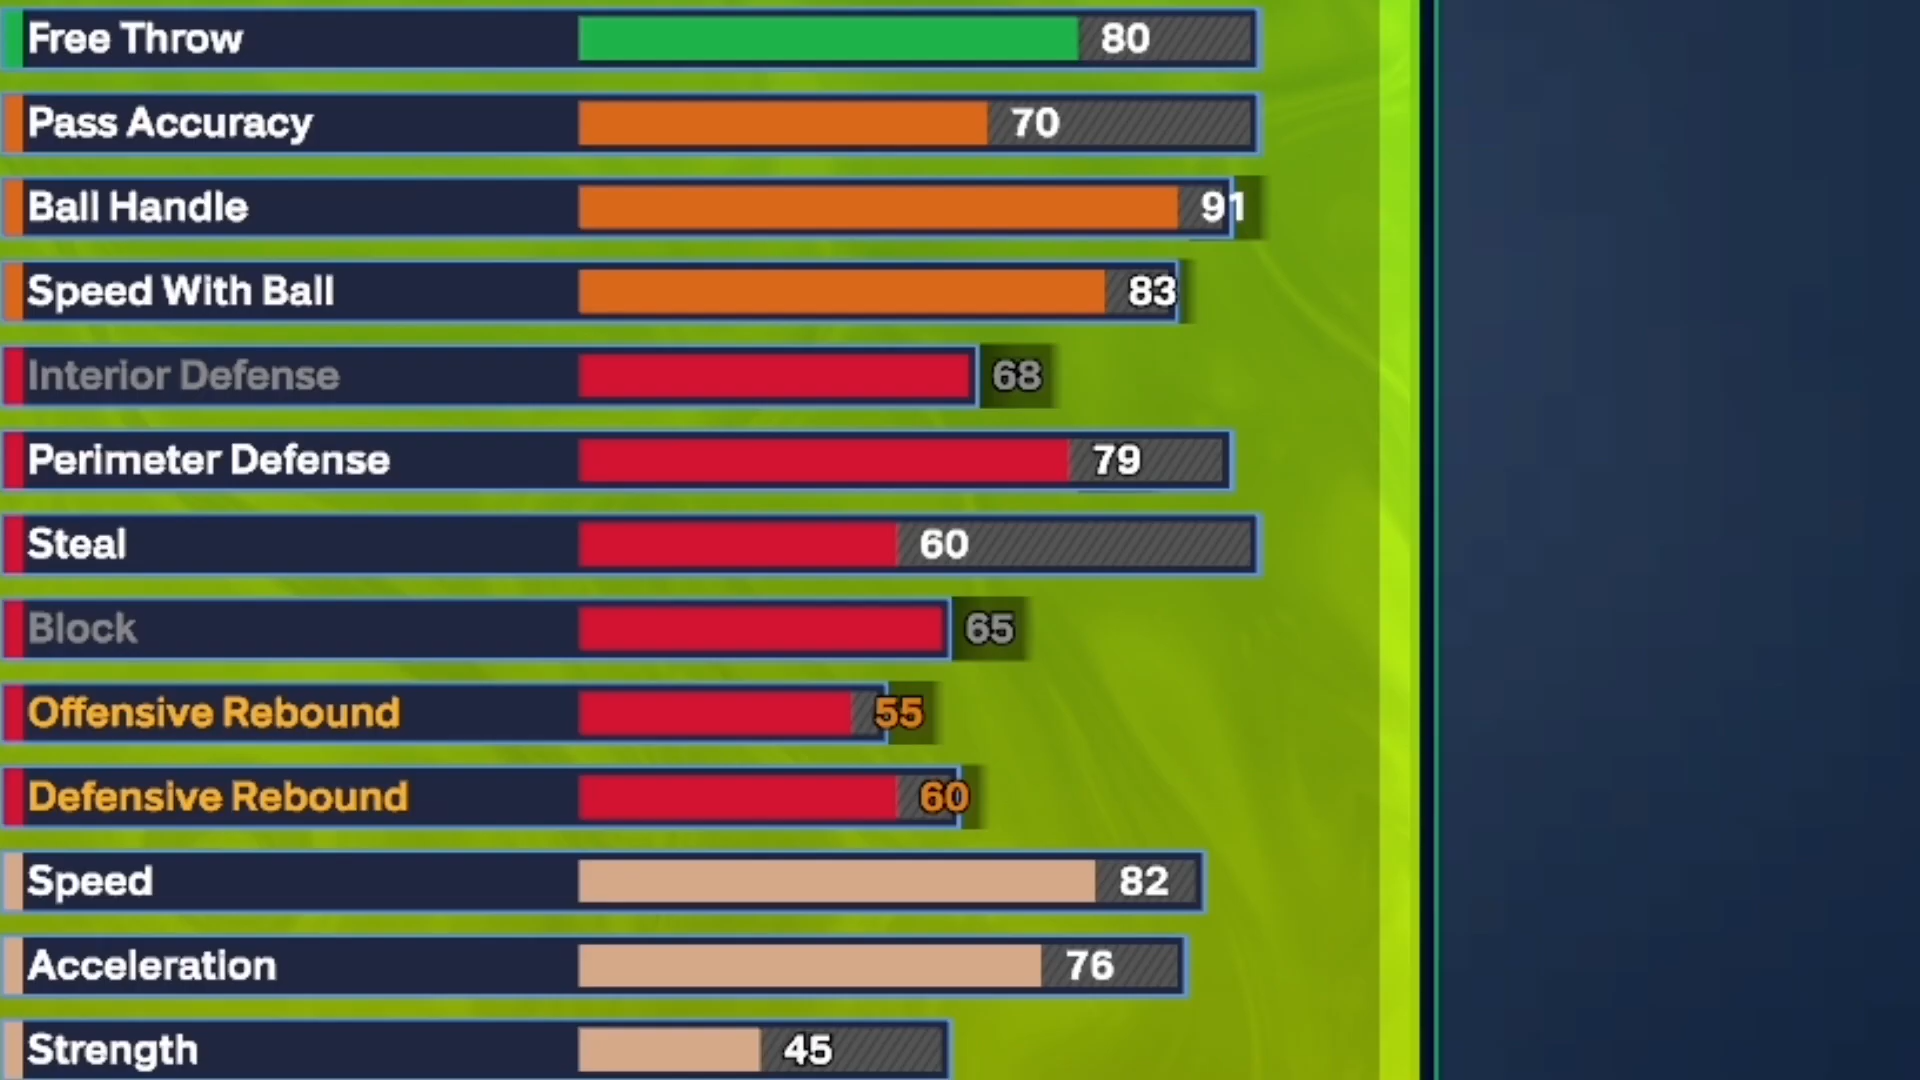 Free Throw 80
Pass Accuracy 70
Ball Handle 91
Speed With Ball 83
Interior Defense 68
Perimeter Defense 79
Steal 60
Block 65
Offensive Rebound 55
Defensive Rebound 60
Speed 82
Acceleration 76
Strength 45